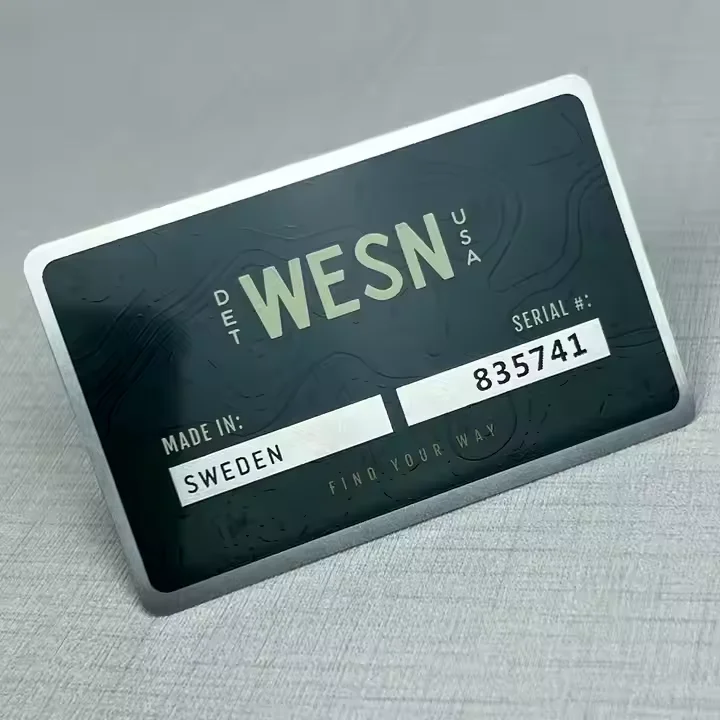 DET WESN USA
SERIAL #:
835741
MADE IN:
SWEDEN
FIND YOUR WAY